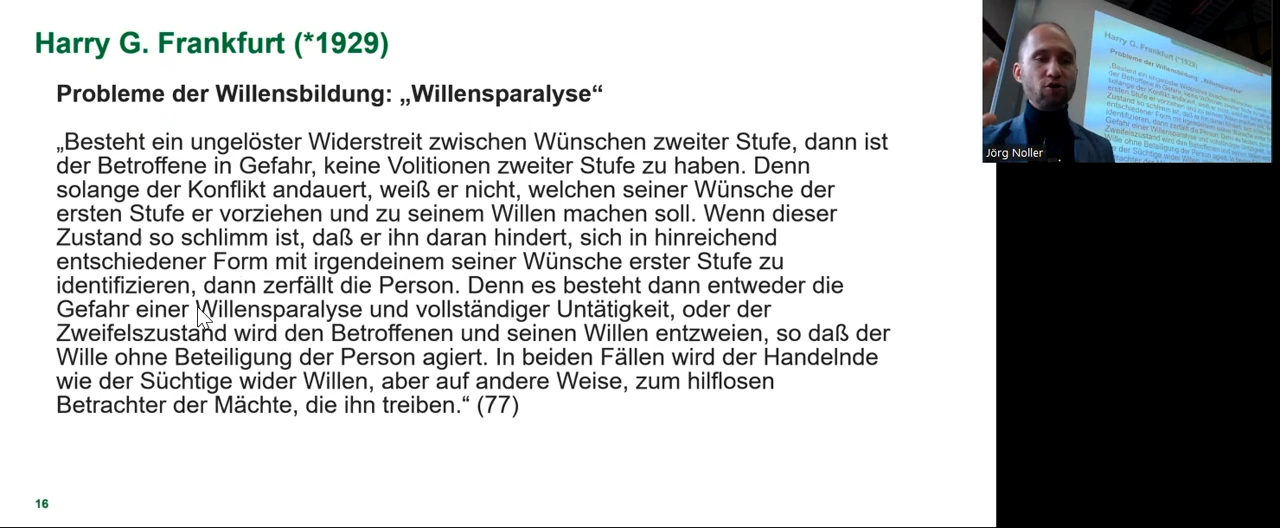 Harry G. Frankfurt (*1929)
Probleme der Willensbildung: „Willensparalyse“
„Besteht ein ungelöster Widerstreit zwischen Wünschen zweiter Stufe, dann ist
der Betroffene in Gefahr, keine Volitionen zweiter Stufe zu haben. Denn
solange der Konflikt andauert, weiß er nicht, welchen seiner Wünsche der
ersten Stufe er vorziehen und zu seinem Willen machen soll. Wenn dieser
Zustand so schlimm ist, daß er ihn daran hindert, sich in hinreichend
entschiedener Form mit irgendeinem seiner Wünsche erster Stufe zu
identifizieren, dann zerfällt die Person. Denn es besteht dann entweder die
Gefahr einer Willensparalyse und vollständiger Untätigkeit, oder der
Zweifelszustand wird den Betroffenen und seinen Willen entzweien, so daß der
Wille ohne Beteiligung der Person agiert. In beiden Fällen wird der Handelnde
wie der Süchtige wider Willen, aber auf andere Weise, zum hilflosen
Betrachter der Mächte, die ihn treiben.“ (77)
16
Jörg Noller
Harry G. Frankfurt (*1929)